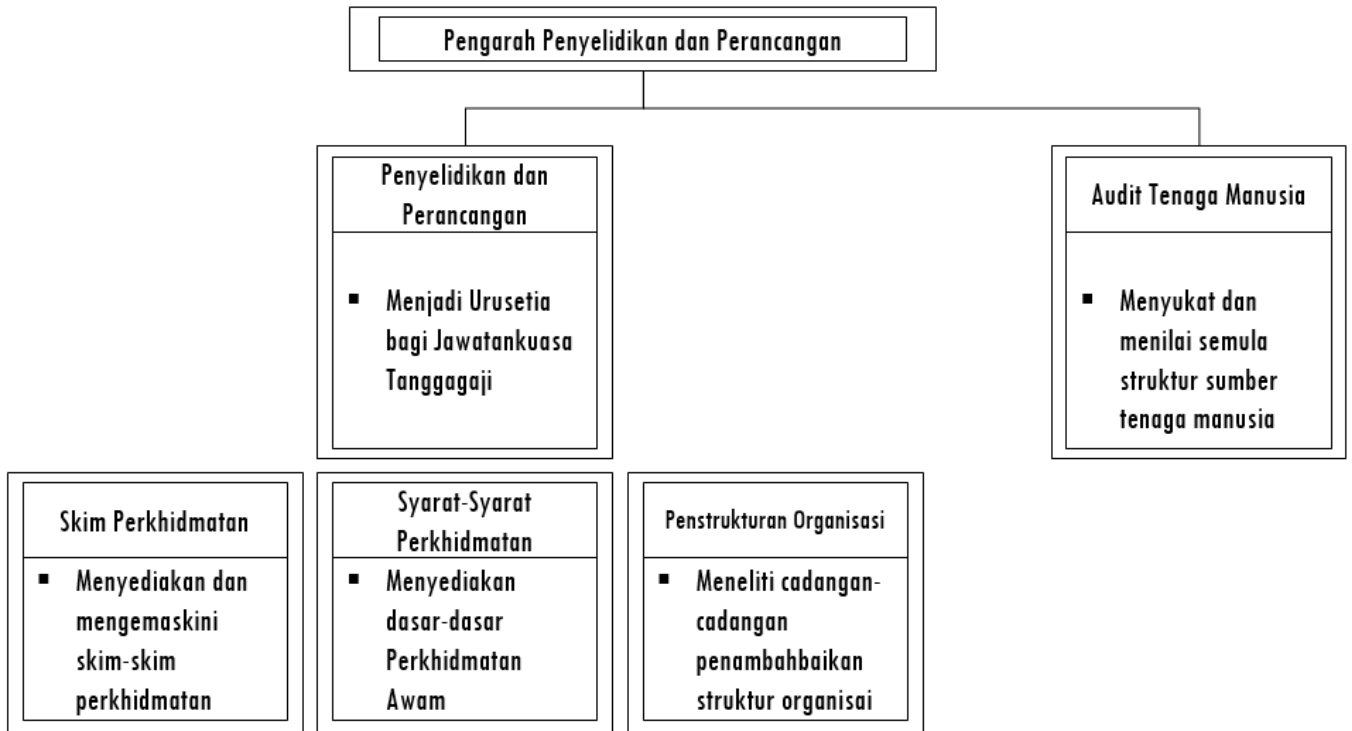 Pengarah Penyelidikan dan Perancangan
Penyelidikan dan
Perancangan
▪ Menjadi Urusetia
bagi Jawatankuasa
Tanggagaji
Audit Tenaga Manusia
▪ Menyukat dan
menilai semula
struktur sumber
tenaga manusia
Skim Perkhidmatan
▪ Menyediakan dan
mengemaskini
skim-skim
perkhidmatan
Syarat-Syarat
Perkhidmatan
▪ Menyediakan
dasar-dasar
Perkhidmatan
Awam
Penstrukturan Organisasi
▪ Meneliti cadangan-
cadangan
penambahbaikan
struktur organisai